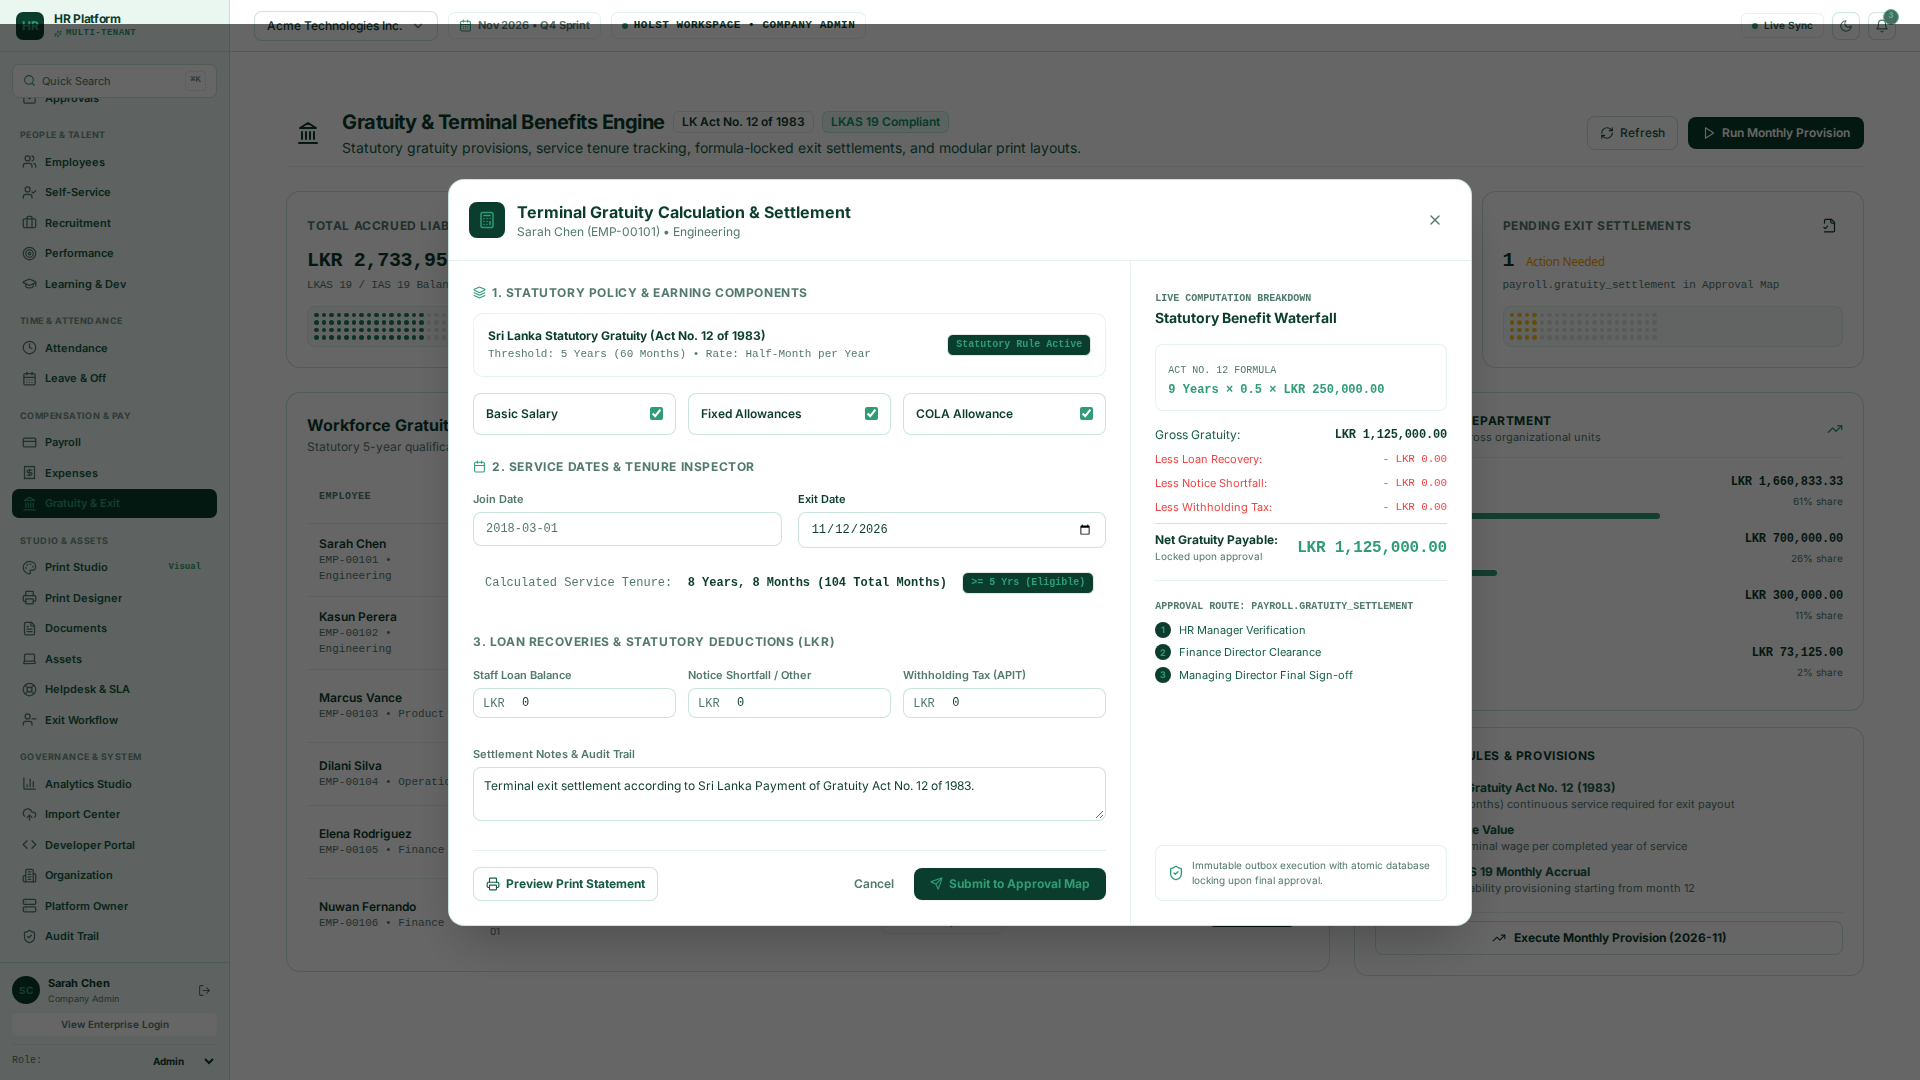 HR
HR Platform
MULTI-TENANT
Acme Technologies Inc.
Nov 2026 • Q4 Sprint
HOLST WORKSPACE • COMPANY ADMIN
Live Sync
3
Quick Search
⌘K
Approvals
PEOPLE & TALENT
Employees
Self-Service
Recruitment
Performance
Learning & Dev
TIME & ATTENDANCE
Attendance
Leave & Off
COMPENSATION & PAY
Payroll
Expenses
Gratuity & Exit
STUDIO & ASSETS
Print Studio
Visual
Print Designer
Documents
Assets
Helpdesk & SLA
Exit Workflow
GOVERNANCE & SYSTEM
Analytics Studio
Import Center
Developer Portal
Organization
Platform Owner
Audit Trail
SC
Sarah Chen
Company Admin
View Enterprise Login
Role:
Admin
Gratuity & Terminal Benefits Engine
LK Act No. 12 of 1983
LKAS 19 Compliant
Statutory gratuity provisions, service tenure tracking, formula-locked exit settlements, and modular print layouts.
Refresh
Run Monthly Provision
TOTAL ACCRUED LIAB
LKR 2,733,95
LKAS 19 / IAS 19 Balan
PENDING EXIT SETTLEMENTS
1 Action Needed
payroll.gratuity_settlement in Approval Map
Workforce Gratuit
Statutory 5-year qualific
EMPLOYEE
Sarah Chen
EMP-00101 •
Engineering
Kasun Perera
EMP-00102 •
Engineering
Marcus Vance
EMP-00103 • Product
Dilani Silva
EMP-00104 • Operatio
Elena Rodriguez
EMP-00105 • Finance
Nuwan Fernando
EMP-00106 • Finance
01
EPARTMENT
ross organizational units
LKR 1,660,833.33
61% share
LKR 700,000.00
26% share
LKR 300,000.00
11% share
LKR 73,125.00
2% share
ULES & PROVISIONS
Gratuity Act No. 12 (1983)
onths) continuous service required for exit payout
e Value
minal wage per completed year of service
S 19 Monthly Accrual
ability provisioning starting from month 12
Execute Monthly Provision (2026-11)
Terminal Gratuity Calculation & Settlement
Sarah Chen (EMP-00101) • Engineering
1. STATUTORY POLICY & EARNING COMPONENTS
Sri Lanka Statutory Gratuity (Act No. 12 of 1983)
Threshold: 5 Years (60 Months) • Rate: Half-Month per Year
Statutory Rule Active
Basic Salary
Fixed Allowances
COLA Allowance
2. SERVICE DATES & TENURE INSPECTOR
Join Date
2018-03-01
Exit Date
11/12/2026
Calculated Service Tenure: 8 Years, 8 Months (104 Total Months)
>= 5 Yrs (Eligible)
3. LOAN RECOVERIES & STATUTORY DEDUCTIONS (LKR)
Staff Loan Balance
LKR 0
Notice Shortfall / Other
LKR 0
Withholding Tax (APIT)
LKR 0
Settlement Notes & Audit Trail
Terminal exit settlement according to Sri Lanka Payment of Gratuity Act No. 12 of 1983.
Preview Print Statement
Cancel
Submit to Approval Map
LIVE COMPUTATION BREAKDOWN
Statutory Benefit Waterfall
ACT NO. 12 FORMULA
9 Years × 0.5 × LKR 250,000.00
Gross Gratuity: LKR 1,125,000.00
Less Loan Recovery: - LKR 0.00
Less Notice Shortfall: - LKR 0.00
Less Withholding Tax: - LKR 0.00
Net Gratuity Payable: LKR 1,125,000.00
Locked upon approval
APPROVAL ROUTE: PAYROLL.GRATUITY_SETTLEMENT
1 HR Manager Verification
2 Finance Director Clearance
3 Managing Director Final Sign-off
Immutable outbox execution with atomic database
locking upon final approval.